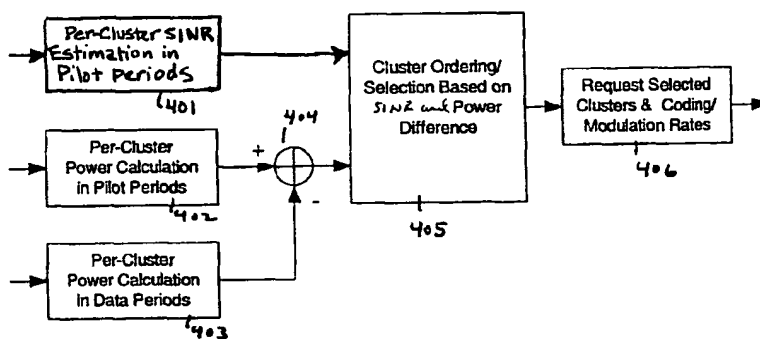 Per-Cluster SINR
Estimation in
Pilot Periods
401
Per-Cluster
Power Calculation
in Pilot Periods
402
Per-Cluster
Power Calculation
in Data Periods
403
404
+
-
Cluster Ordering/
Selection Based on
SINR and Power
Difference
405
Request Selected
Clusters & Coding/
Modulation Rates
406